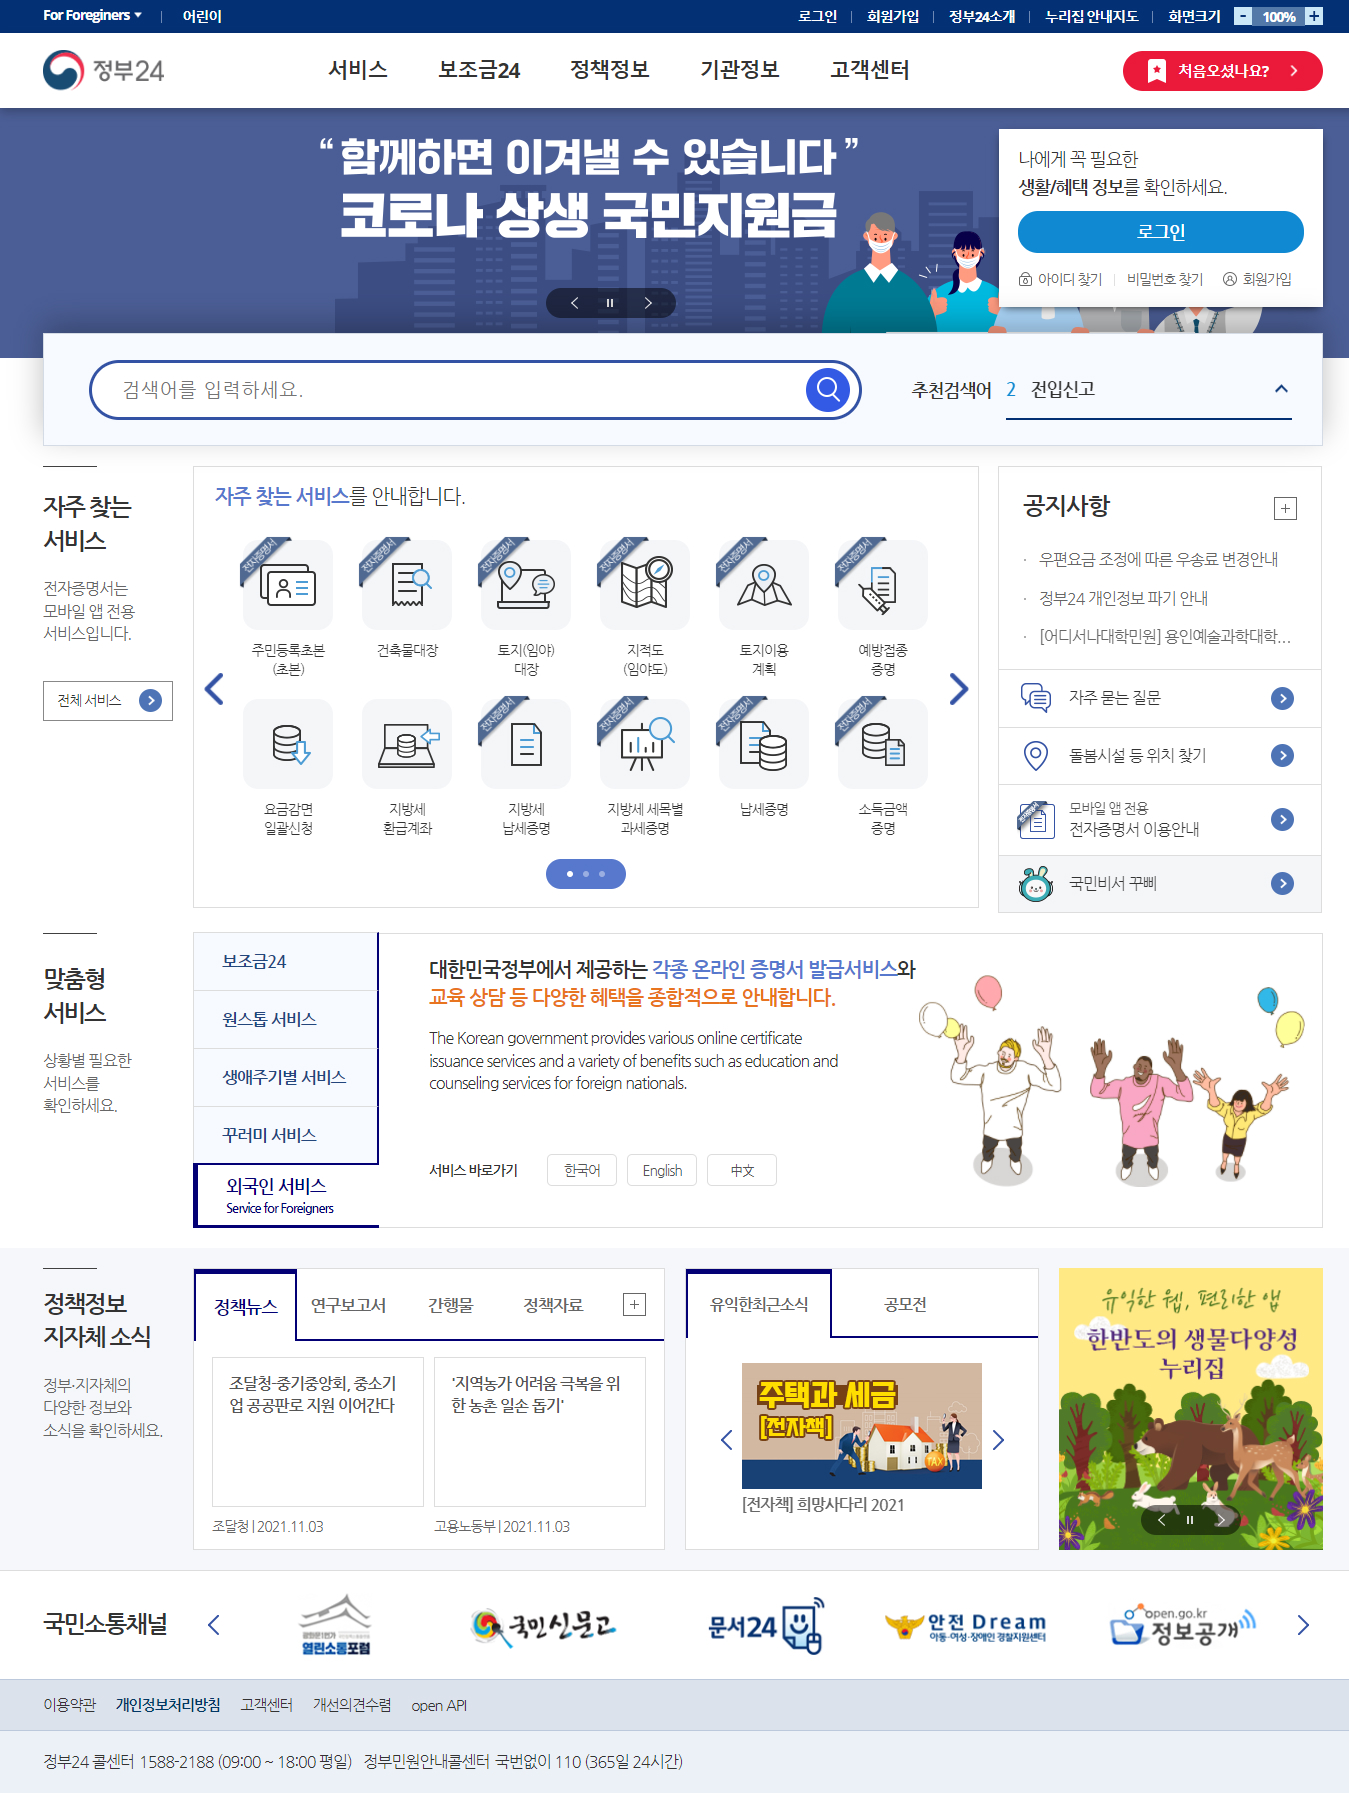 For Foreginers
어린이
로그인
회원가입
정부24소개
누리집 안내지도
화면크기
- 100% +
정부24
서비스
보조금24
정책정보
기관정보
고객센터
처음오셨나요?
“ 함께하면 이겨낼 수 있습니다 ”
코로나 상생 국민지원금
나에게 꼭 필요한
생활/혜택 정보를 확인하세요.
로그인
아이디 찾기
비밀번호 찾기
회원가입
검색어를 입력하세요.
추천검색어
2 전입신고
자주 찾는
서비스
전자증명서는
모바일 앱 전용
서비스입니다.
전체 서비스
자주 찾는 서비스를 안내합니다.
전자증명서
주민등록초본
(초본)
전자증명서
건축물대장
전자증명서
토지(임야)
대장
전자증명서
지적도
(임야도)
전자증명서
토지이용
계획
전자증명서
예방접종
증명
요금감면
일괄신청
지방세
환급계좌
전자증명서
지방세
납세증명
전자증명서
지방세 세목별
과세증명
전자증명서
납세증명
전자증명서
소득금액
증명
공지사항
· 우편요금 조정에 따른 우송료 변경안내
· 정부24 개인정보 파기 안내
· [어디서나대학민원] 용인예술과학대학...
자주 묻는 질문
돌봄시설 등 위치 찾기
모바일 앱 전용
전자증명서 이용안내
국민비서 꾸삐
맞춤형
서비스
상황별 필요한
서비스를
확인하세요.
보조금24
원스톱 서비스
생애주기별 서비스
꾸러미 서비스
외국인 서비스
Service for Foreigners
대한민국정부에서 제공하는 각종 온라인 증명서 발급서비스와
교육 상담 등 다양한 혜택을 종합적으로 안내합니다.
The Korean government provides various online certificate
issuance services and a variety of benefits such as education and
counseling services for foreign nationals.
서비스 바로가기
한국어
English
中文
정책정보
지자체 소식
정부·지자체의
다양한 정보와
소식을 확인하세요.
정책뉴스
연구보고서
간행물
정책자료
조달청-중기중앙회, 중소기
업 공공판로 지원 이어간다
조달청 | 2021.11.03
'지역농가 어려움 극복을 위
한 농촌 일손 돕기'
고용노동부 | 2021.11.03
유익한최근소식
공모전
주택과 세금
[전자책]
TAX
[전자책] 희망사다리 2021
유익한 웹, 편리한 앱
한반도의 생물다양성
누리집
국민소통채널
광화문1번가
열린소통포럼
국민신문고
문서24
안전 Dream
아동·여성·장애인 경찰지원센터
open.go.kr
정보공개
이용약관
개인정보처리방침
고객센터
개선의견수렴
open API
정부24 콜센터 1588-2188 (09:00 ~ 18:00 평일)
정부민원안내콜센터 국번없이 110 (365일 24시간)